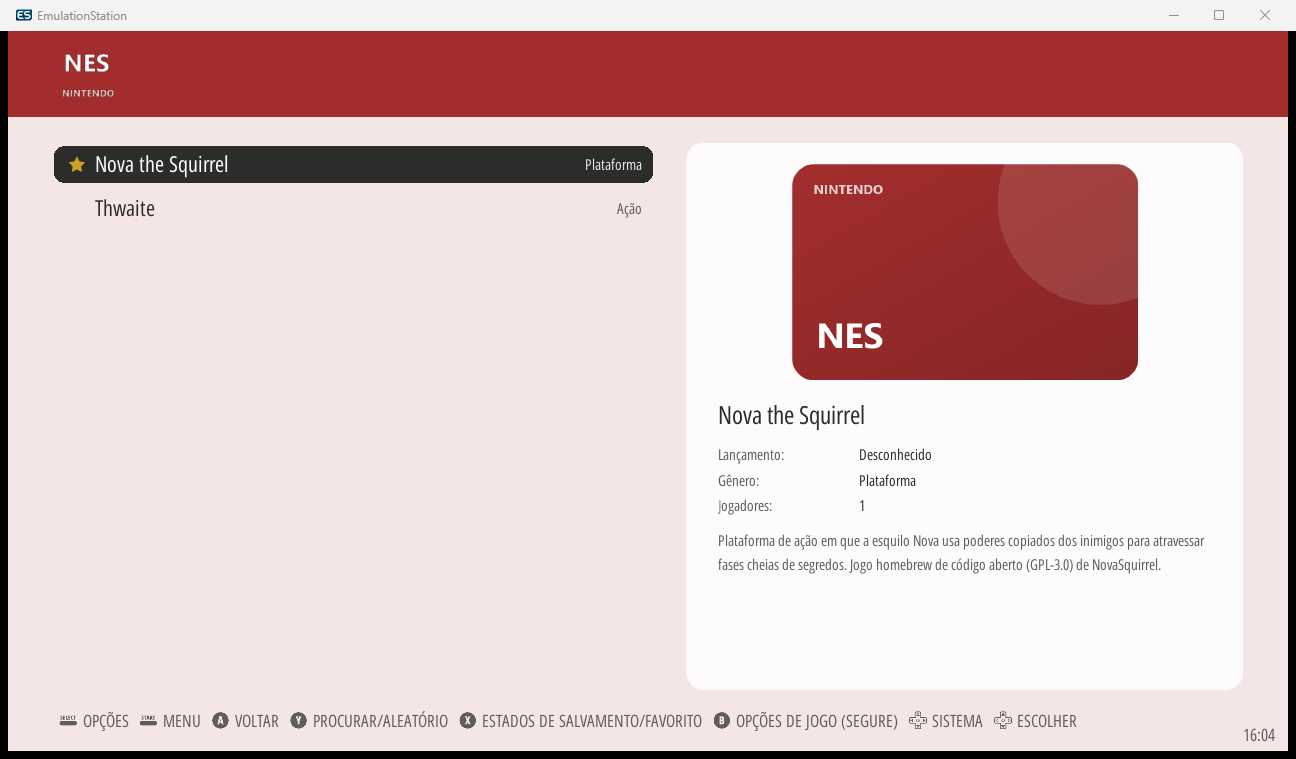 EmulationStation
NES
NINTENDO
Nova the Squirrel Plataforma
Thwaite Ação
NINTENDO
NES
Nova the Squirrel
Lançamento: Desconhecido
Gênero: Plataforma
Jogadores: 1
Plataforma de ação em que a esquilo Nova usa poderes copiados dos inimigos para atravessar
fases cheias de segredos. Jogo homebrew de código aberto (GPL-3.0) de NovaSquirrel.
SELECT OPÇÕES START MENU A VOLTAR Y PROCURAR/ALEATÓRIO X ESTADOS DE SALVAMENTO/FAVORITO B OPÇÕES DE JOGO (SEGURE) SISTEMA ESCOLHER
16:04